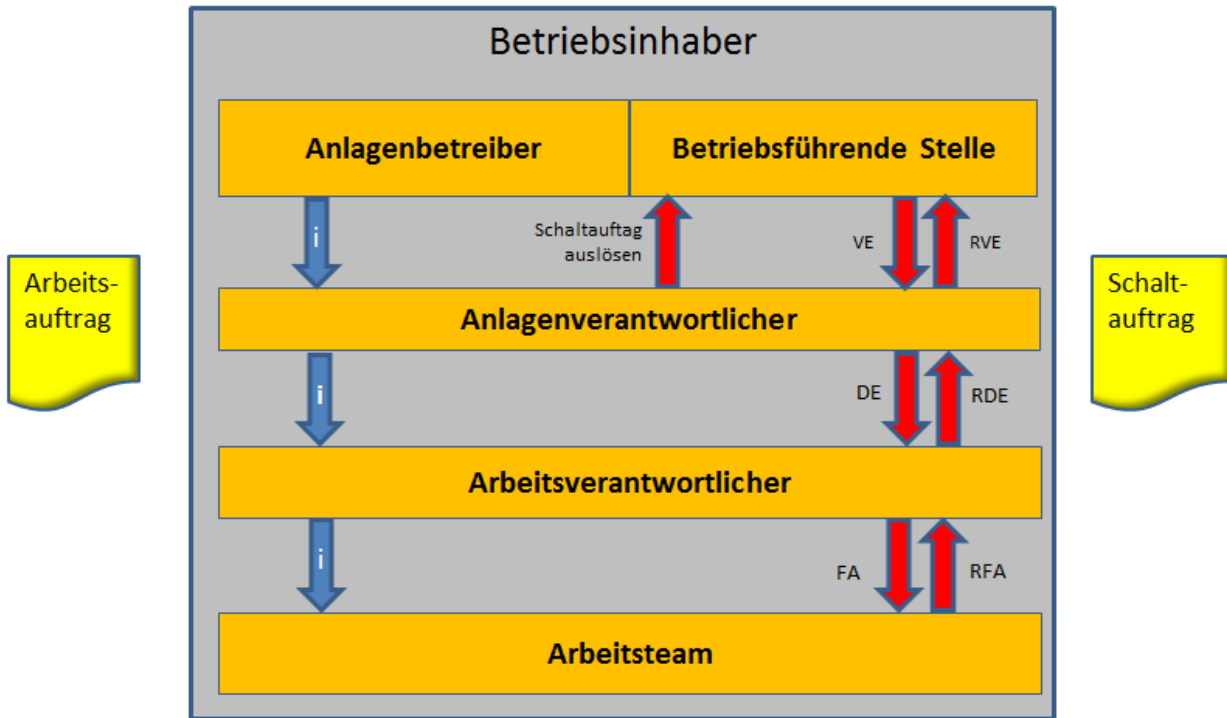 Betriebsinhaber
Anlagenbetreiber
Betriebsführende Stelle
i
Schaltauftag
auslösen
VE
RVE
Arbeits-
auftrag
Schalt-
auftrag
Anlagenverantwortlicher
i
DE
RDE
Arbeitsverantwortlicher
i
FA
RFA
Arbeitsteam